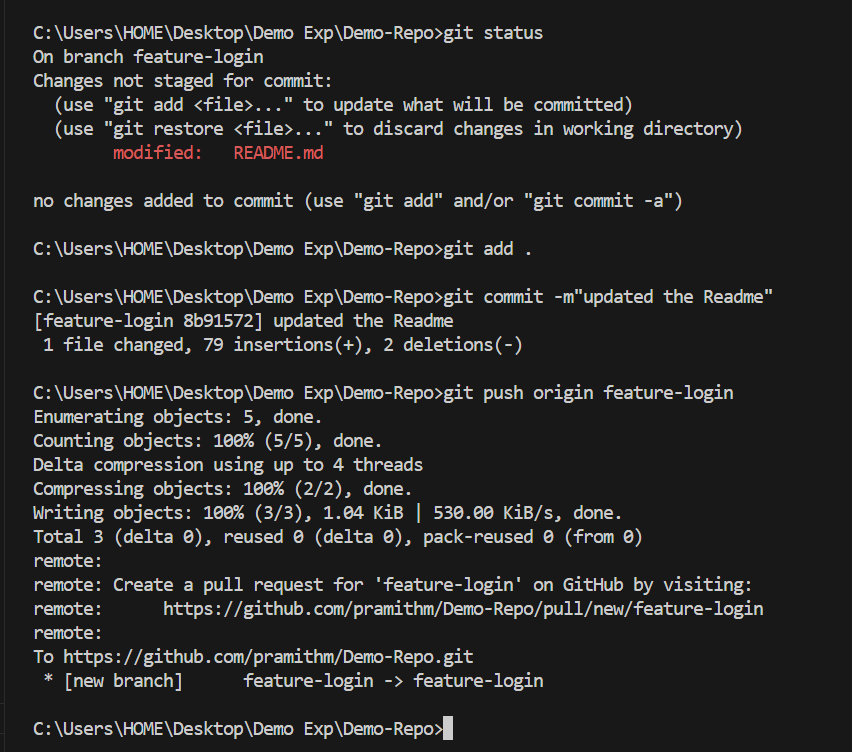 C:\Users\HOME\Desktop\Demo Exp\Demo-Repo>git status
On branch feature-login
Changes not staged for commit:
  (use "git add <file>..." to update what will be committed)
  (use "git restore <file>..." to discard changes in working directory)
        modified:   README.md

no changes added to commit (use "git add" and/or "git commit -a")

C:\Users\HOME\Desktop\Demo Exp\Demo-Repo>git add .

C:\Users\HOME\Desktop\Demo Exp\Demo-Repo>git commit -m"updated the Readme"
[feature-login 8b91572] updated the Readme
 1 file changed, 79 insertions(+), 2 deletions(-)

C:\Users\HOME\Desktop\Demo Exp\Demo-Repo>git push origin feature-login
Enumerating objects: 5, done.
Counting objects: 100% (5/5), done.
Delta compression using up to 4 threads
Compressing objects: 100% (2/2), done.
Writing objects: 100% (3/3), 1.04 KiB | 530.00 KiB/s, done.
Total 3 (delta 0), reused 0 (delta 0), pack-reused 0 (from 0)
remote:
remote: Create a pull request for 'feature-login' on GitHub by visiting:
remote:      https://github.com/pramithm/Demo-Repo/pull/new/feature-login
remote:
To https://github.com/pramithm/Demo-Repo.git
 * [new branch]      feature-login -> feature-login

C:\Users\HOME\Desktop\Demo Exp\Demo-Repo>